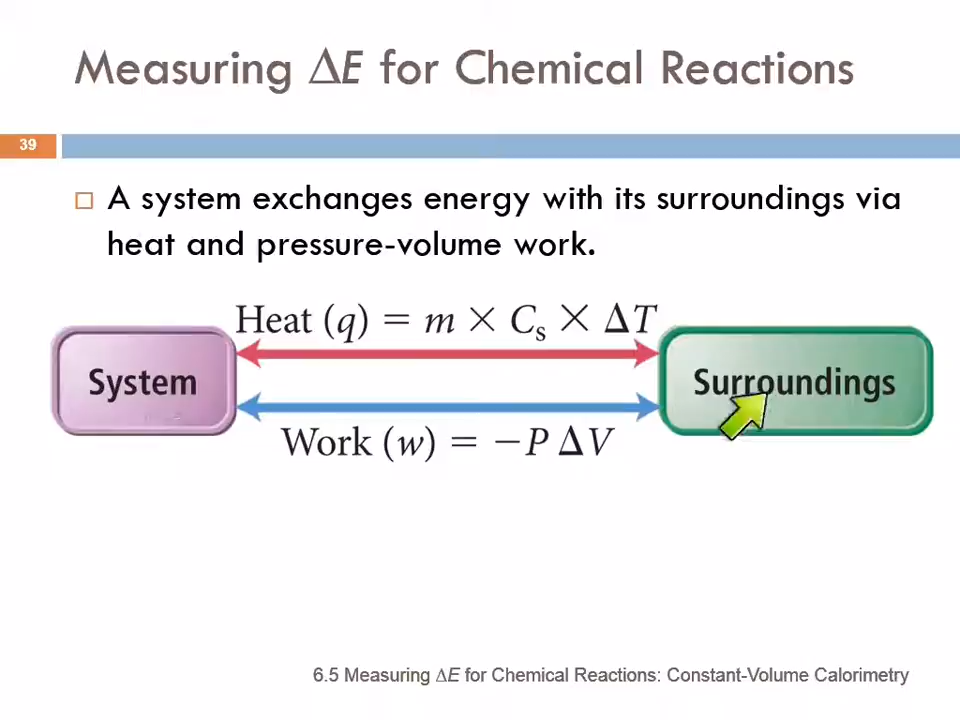 Measuring ΔE for Chemical Reactions
39
A system exchanges energy with its surroundings via
heat and pressure-volume work.
Heat (q) = m × Cₛ × ΔT
System
Surroundings
Work (w) = −P ΔV
6.5 Measuring ΔE for Chemical Reactions: Constant-Volume Calorimetry